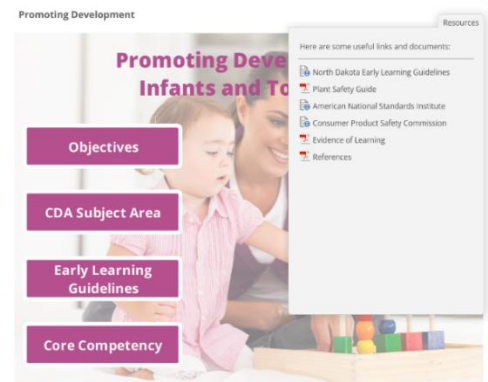 Promoting Development
Resources
Promoting Deve
Infants and To
Here are some useful links and documents:
North Dakota Early Learning Guidelines
Plant Safety Guide
American National Standards Institute
Consumer Product Safety Commission
Evidence of Learning
References
Objectives
CDA Subject Area
Early Learning
Guidelines
Core Competency